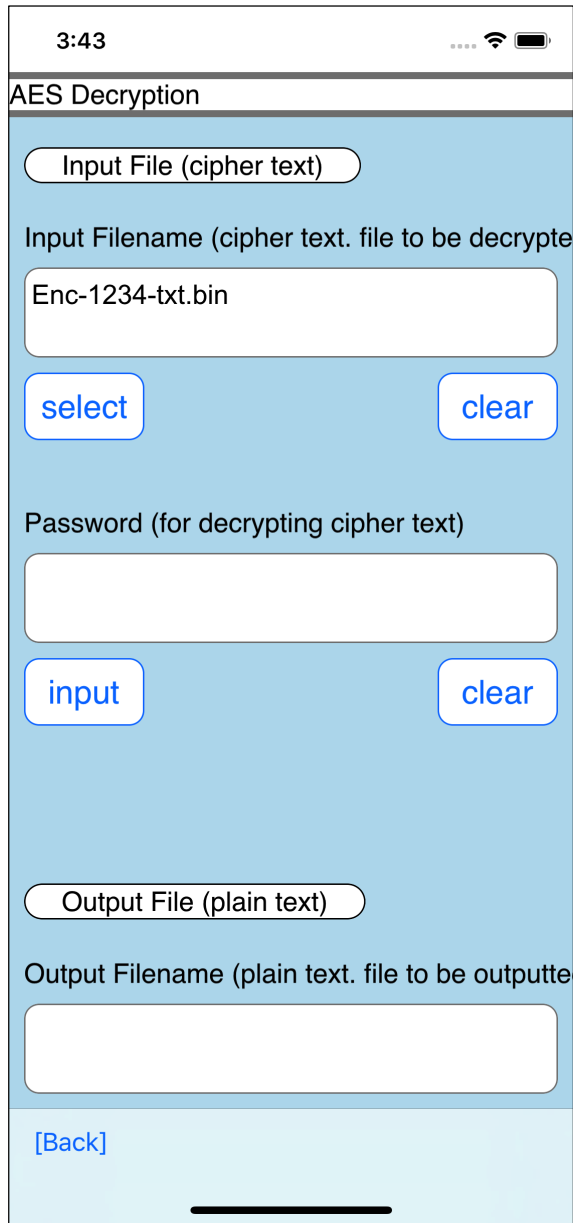 3:43
AES Decryption
Input File (cipher text)
Input Filename (cipher text. file to be decrypte
Enc-1234-txt.bin
select
clear
Password (for decrypting cipher text)
input
clear
Output File (plain text)
Output Filename (plain text. file to be outputte
[Back]